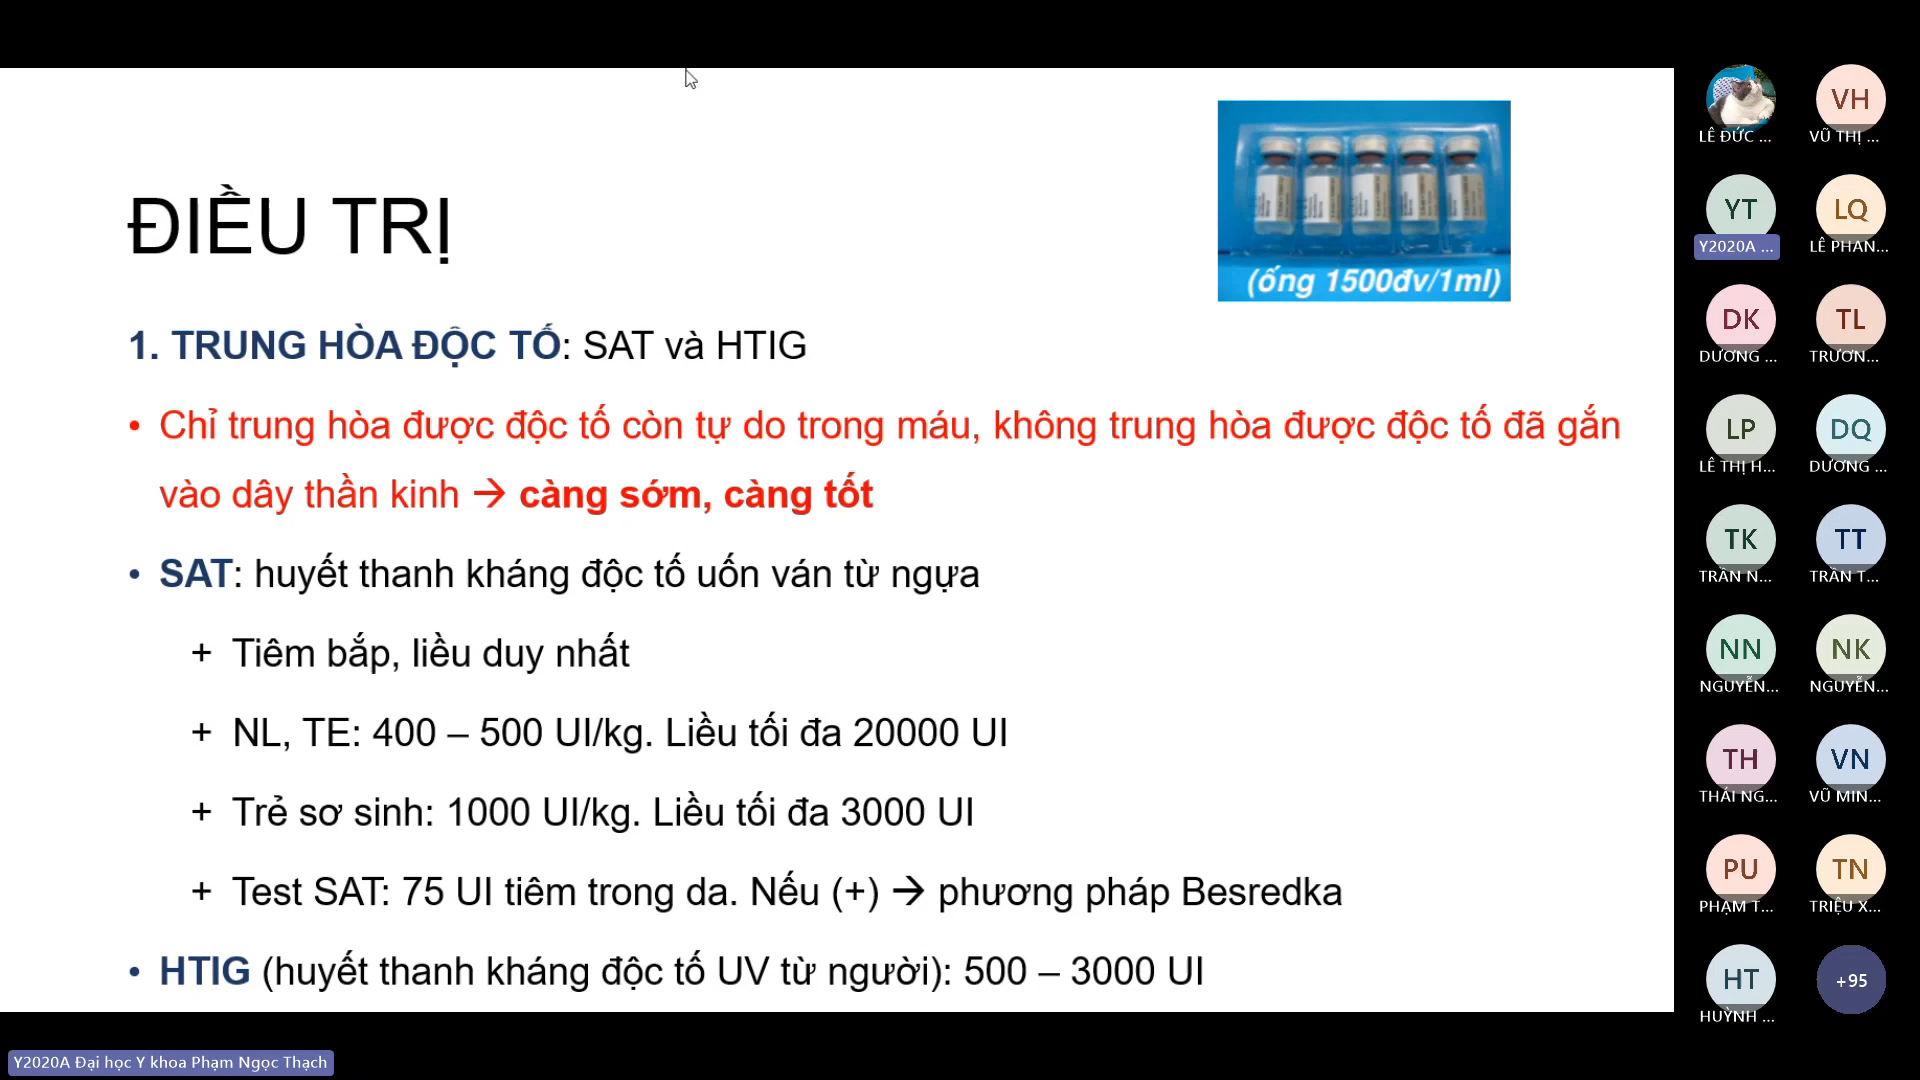 ĐIỀU TRỊ
(ống 1500đv/1ml)
1. TRUNG HÒA ĐỘC TỐ: SAT và HTIG
• Chỉ trung hòa được độc tố còn tự do trong máu, không trung hòa được độc tố đã gắn
vào dây thần kinh → càng sớm, càng tốt
• SAT: huyết thanh kháng độc tố uốn ván từ ngựa
+ Tiêm bắp, liều duy nhất
+ NL, TE: 400 – 500 UI/kg. Liều tối đa 20000 UI
+ Trẻ sơ sinh: 1000 UI/kg. Liều tối đa 3000 UI
+ Test SAT: 75 UI tiêm trong da. Nếu (+) → phương pháp Besredka
• HTIG (huyết thanh kháng độc tố UV từ người): 500 – 3000 UI
Y2020A Đại học Y khoa Phạm Ngọc Thạch
VH
LÊ ĐỨC ...
VŨ THỊ ...
YT
LQ
Y2020A ...
LÊ PHAN...
DK
TL
DƯƠNG ...
TRƯƠN...
LP
DQ
LÊ THỊ H...
DƯƠNG ...
TK
TT
TRẦN N...
TRẦN T...
NN
NK
NGUYỄN...
NGUYỄN...
TH
VN
THÁI NG...
VŨ MIN...
PU
TN
PHẠM T...
TRIỆU X...
HT
+95
HUỲNH ...